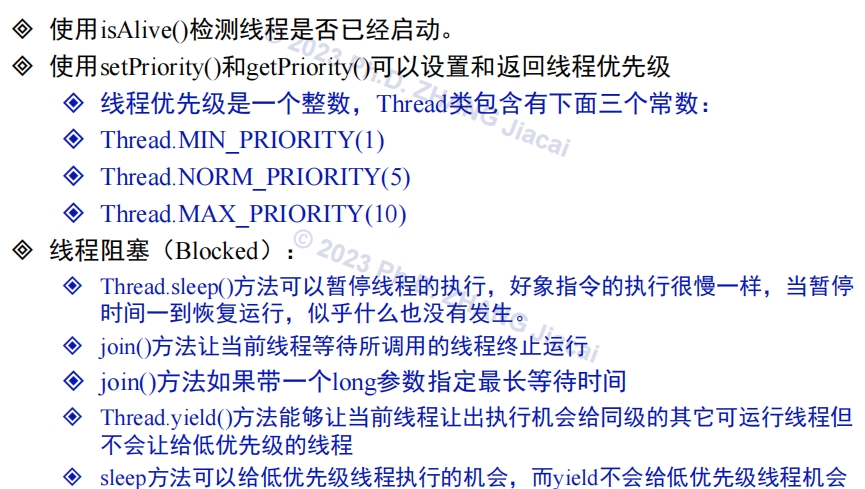 使用isAlive()检测线程是否已经启动。
使用setPriority()和getPriority()可以设置和返回线程优先级
线程优先级是一个整数，Thread类包含有下面三个常数：
Thread.MIN_PRIORITY(1)
Thread.NORM_PRIORITY(5)
Thread.MAX_PRIORITY(10)
线程阻塞（Blocked）：
Thread.sleep()方法可以暂停线程的执行，好象指令的执行很慢一样，当暂停
时间一到恢复运行，似乎什么也没有发生。
join()方法让当前线程等待所调用的线程终止运行
join()方法如果带一个long参数指定最长等待时间
Thread.yield()方法能够让当前线程让出执行机会给同级的其它可运行线程但
不会让给低优先级的线程
sleep方法可以给低优先级线程执行的机会，而yield不会给低优先级线程机会
© 2023 Ph.D. ZHANG Jiacai
© 2023 Ph.D. ZHANG Jiacai